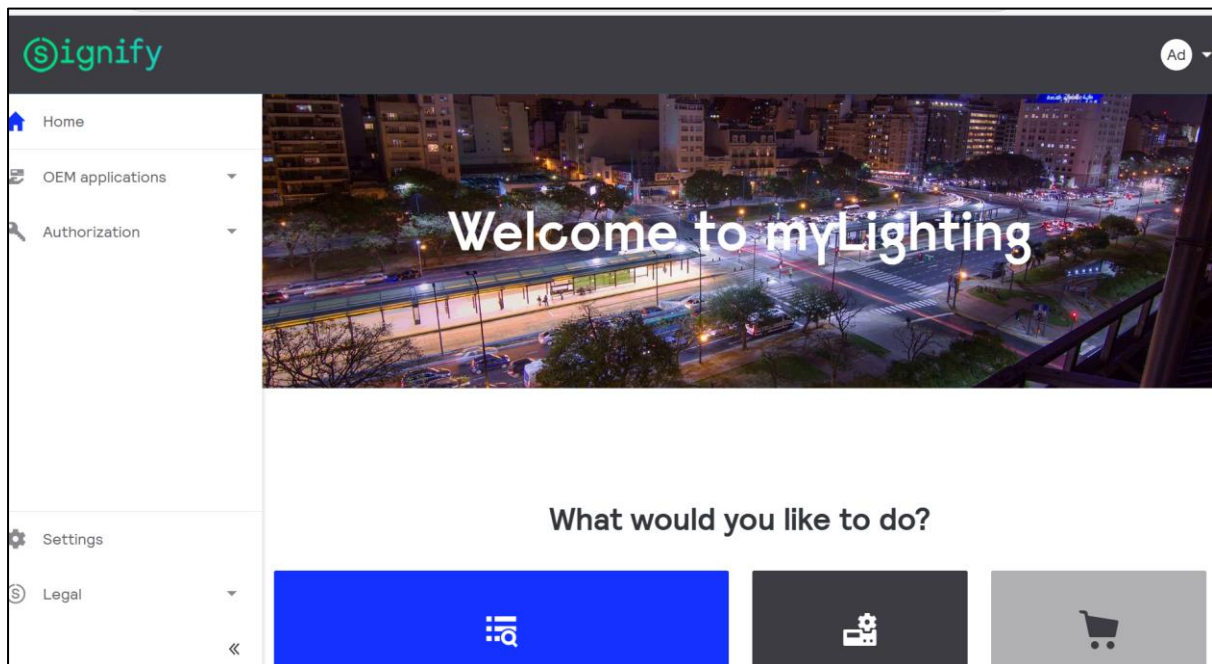 Signify
Ad
Home
OEM applications
Authorization
Welcome to myLighting
What would you like to do?
Settings
Legal